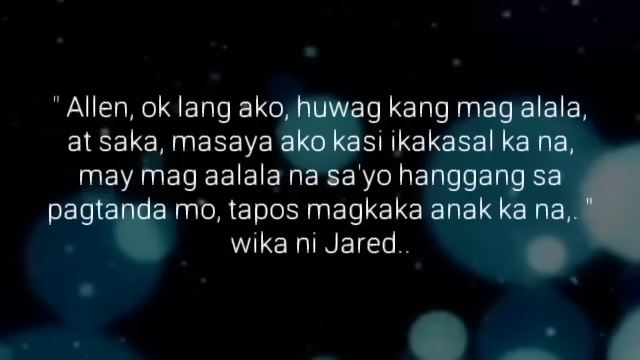 " Allen, ok lang ako, huwag kang mag alala,
at saka, masaya ako kasi ikakasal ka na,
may mag aalala na sa'yo hanggang sa
pagtanda mo, tapos magkaka anak ka na,. "
wika ni Jared..